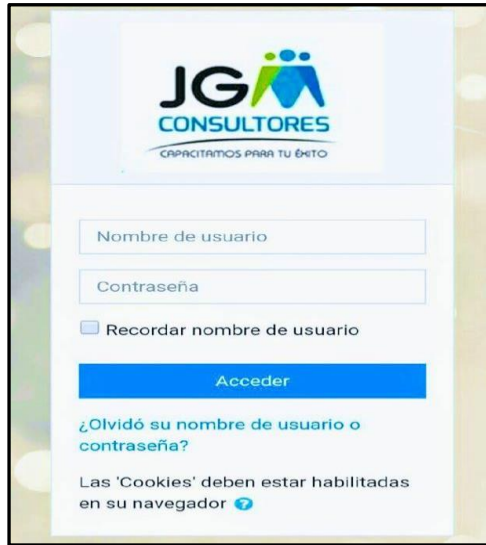 JGM
CONSULTORES
CAPACITAMOS PARA TU ÉXITO
Nombre de usuario
Contraseña
Recordar nombre de usuario
Acceder
¿Olvidó su nombre de usuario o
contraseña?
Las 'Cookies' deben estar habilitadas
en su navegador